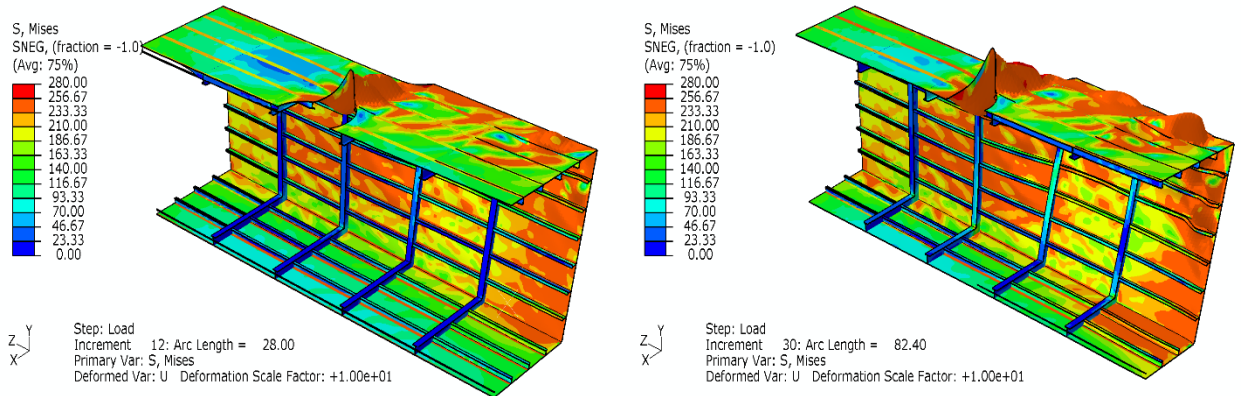 S, Mises
SNEG, (fraction = -1.0)
(Avg: 75%)
280.00
256.67
233.33
210.00
186.67
163.33
140.00
116.67
93.33
70.00
46.67
23.33
0.00
Z Y
X
Step: Load
Increment 12: Arc Length = 28.00
Primary Var: S, Mises
Deformed Var: U Deformation Scale Factor: +1.00e+01
S, Mises
SNEG, (fraction = -1.0)
(Avg: 75%)
280.00
256.67
233.33
210.00
186.67
163.33
140.00
116.67
93.33
70.00
46.67
23.33
0.00
Z Y
X
Step: Load
Increment 30: Arc Length = 82.40
Primary Var: S, Mises
Deformed Var: U Deformation Scale Factor: +1.00e+01